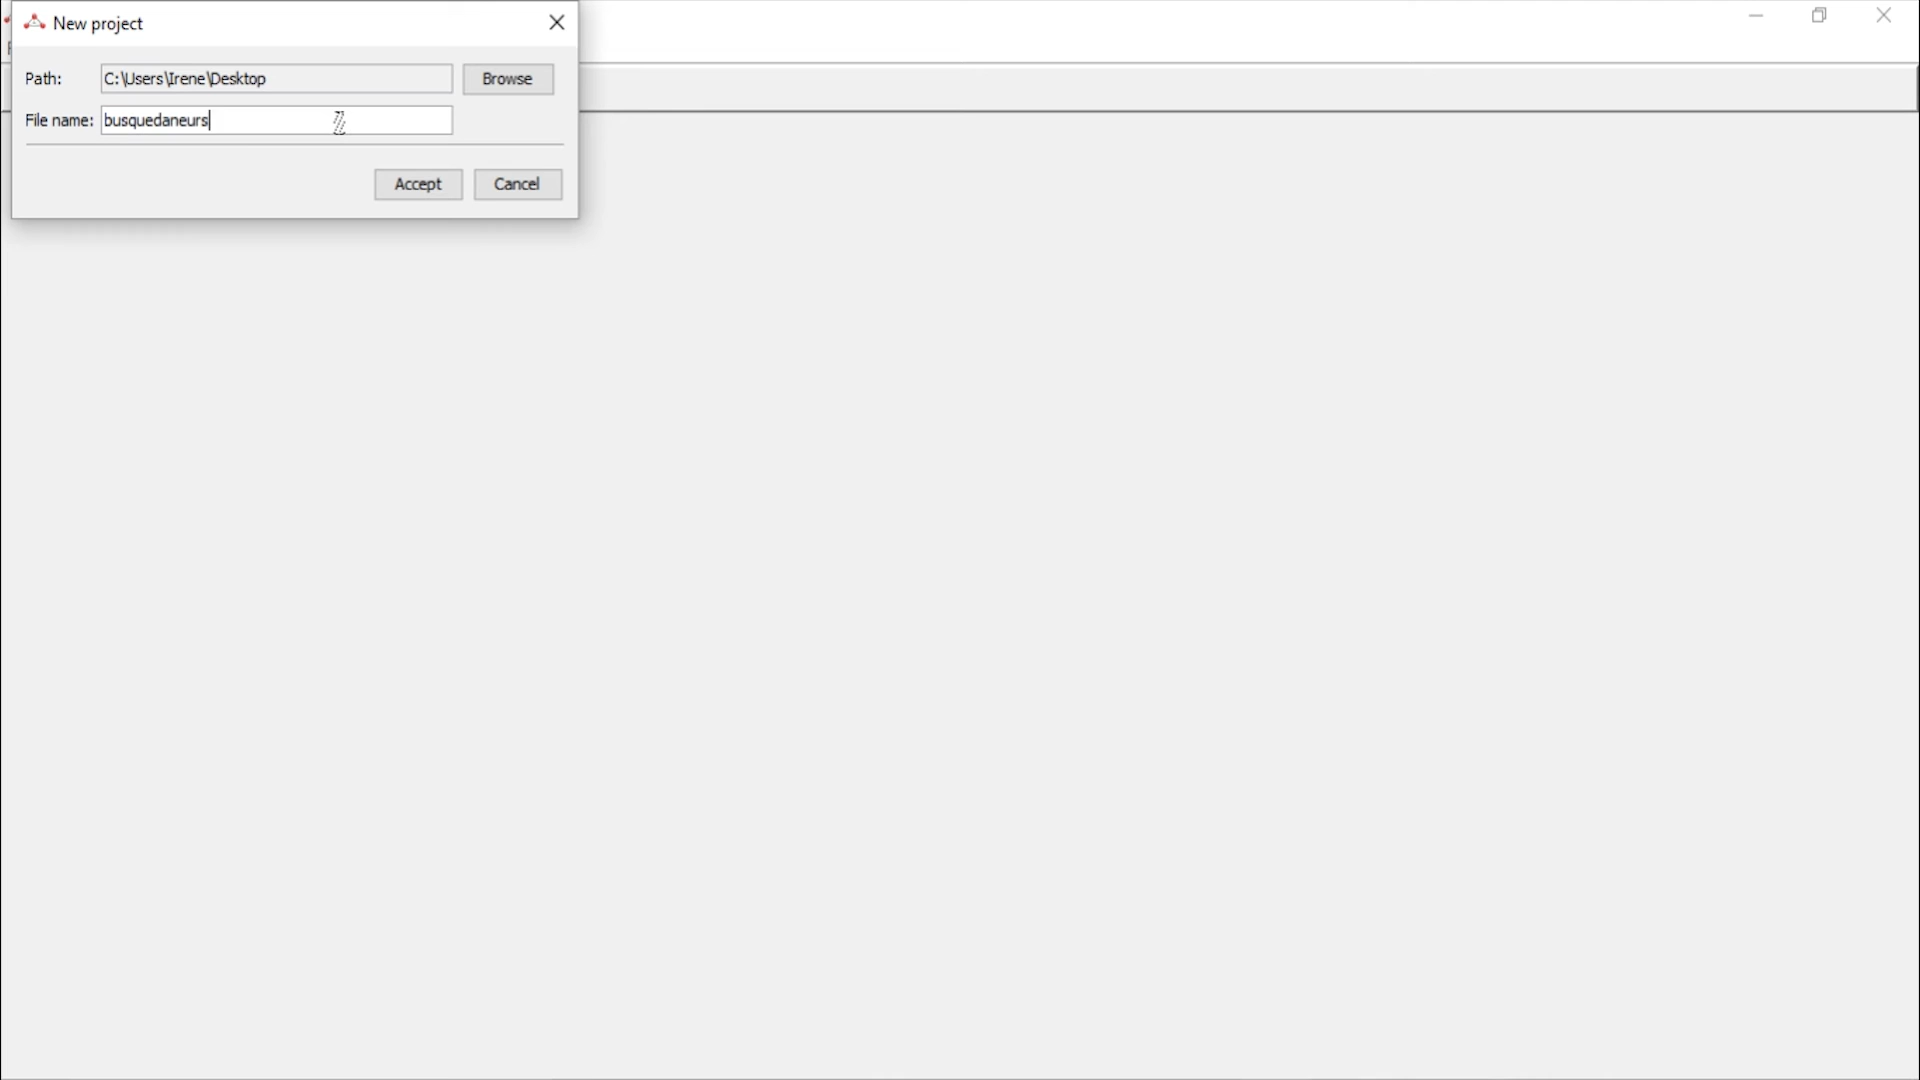 New project
Path: C:\Users\Irene\Desktop Browse
File name: busquedaneurs
Accept Cancel